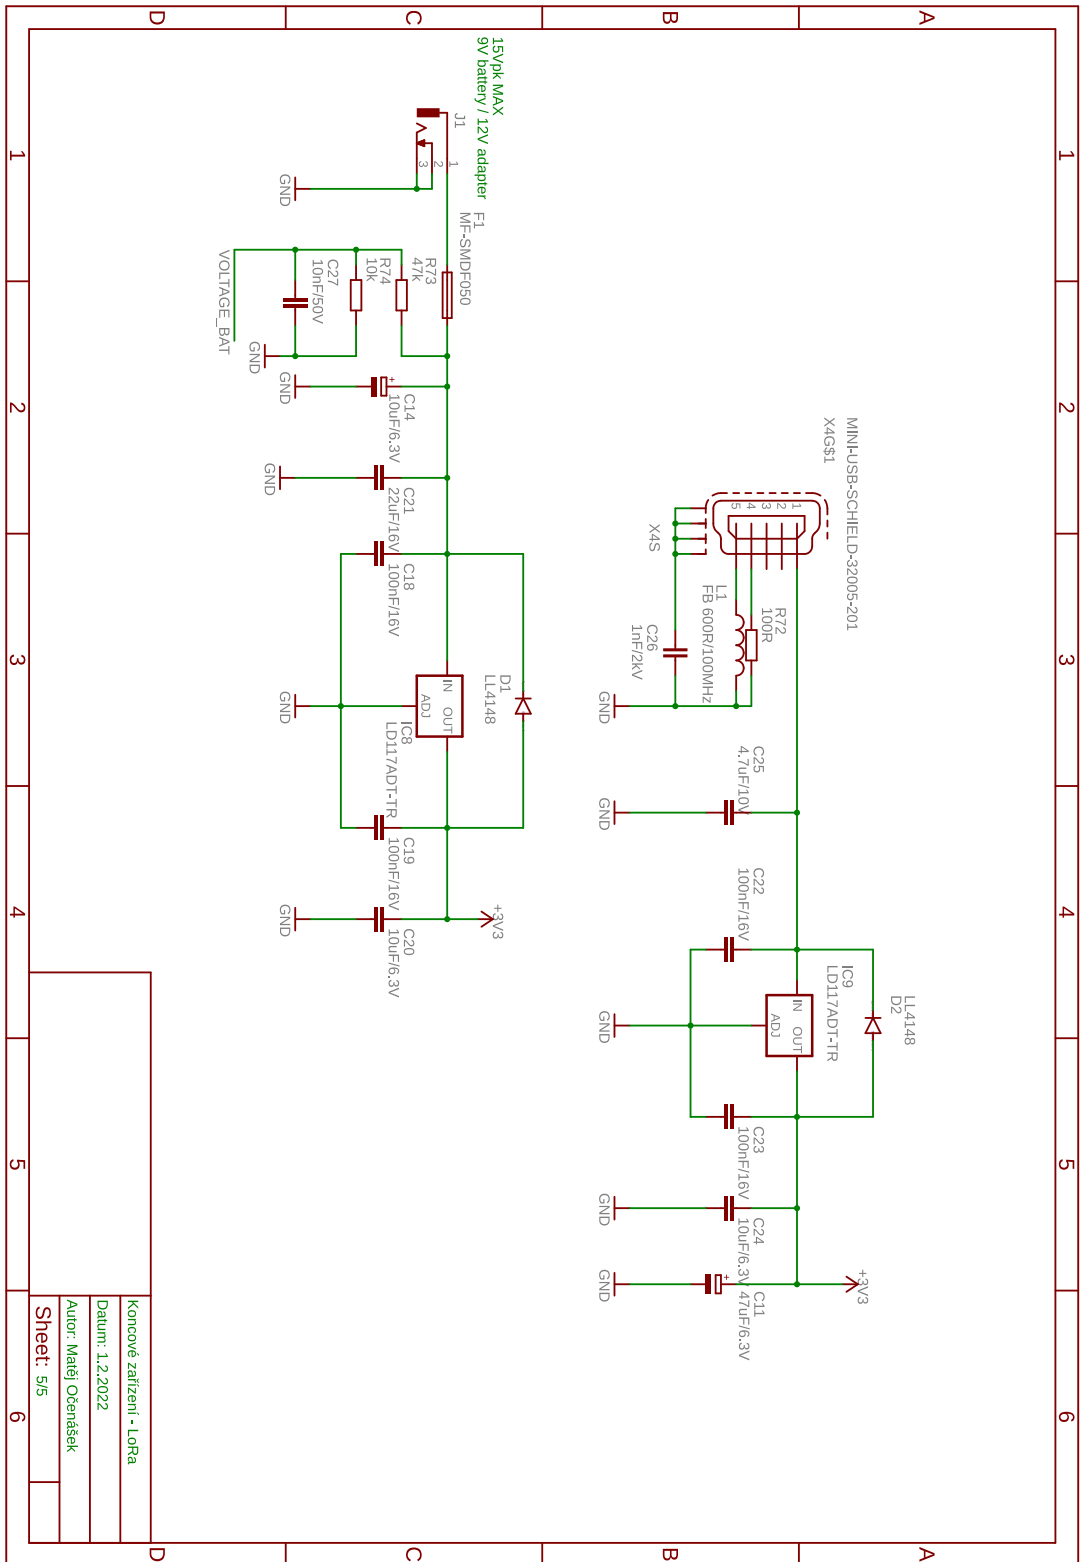 A
B
C
D
1
2
3
4
5
6
MINI-USB-SCHIELD-32005-201
X4G$1
1
2
3
4
5
X4S
R72
100R
L1
FB 600R/100MHz
C26
1nF/2kV
GND
C25
4.7uF/10V
GND
C22
100nF/16V
LL4148
D2
IC9
LD117ADT-TR
IN
OUT
ADJ
GND
C23
100nF/16V
C24
10uF/6.3V
GND
+3V3
C11
47uF/6.3V
+
GND
15Vpk MAX
9V battery / 12V adapter
J1
1
2
3
GND
F1
MF-SMDF050
R73
47k
R74
10k
C27
10nF/50V
VOLTAGE_BAT
GND
C14
10uF/6.3V
+
GND
C21
22uF/16V
GND
C18
100nF/16V
D1
LL4148
IN
OUT
ADJ
IC8
LD117ADT-TR
GND
C19
100nF/16V
+3V3
C20
10uF/6.3V
GND
Koncové zařízení - LoRa
Datum: 1.2.2022
Autor: Matěj Očenášek
Sheet: 5/5
A
B
C
D
1
2
3
4
5
6